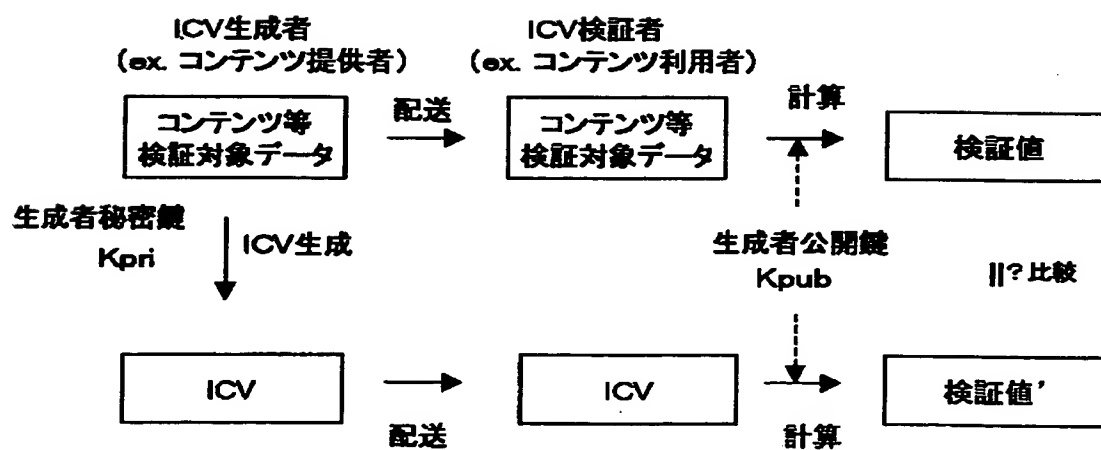 ICV生成者
(ex. コンテンツ提供者)
ICV検証者
(ex. コンテンツ利用者)
コンテンツ等
検証対象データ
配送
コンテンツ等
検証対象データ
計算
検証値
生成者秘密鍵
Kpri
ICV生成
生成者公開鍵
Kpub
||?比較
ICV
配送
ICV
計算
検証値’